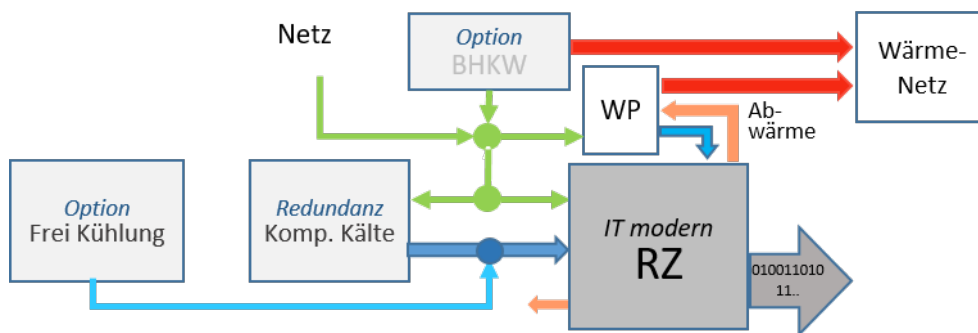 Netz
Option
BHKW
Wärme-
Netz
WP
Ab-
wärme
Option
Frei Kühlung
Redundanz
Komp. Kälte
IT modern
RZ
010011010
11..